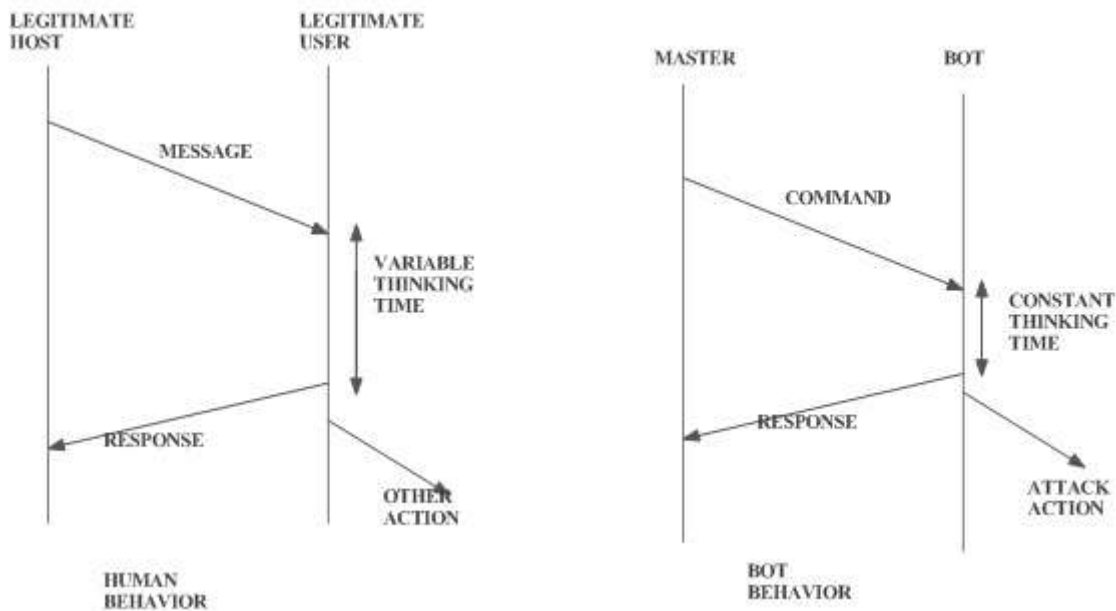 LEGITIMATE
HOST
LEGITIMATE
USER
MESSAGE
VARIABLE
THINKING
TIME
RESPONSE
OTHER
ACTION
HUMAN
BEHAVIOR
MASTER
BOT
COMMAND
CONSTANT
THINKING
TIME
RESPONSE
ATTACK
ACTION
BOT
BEHAVIOR